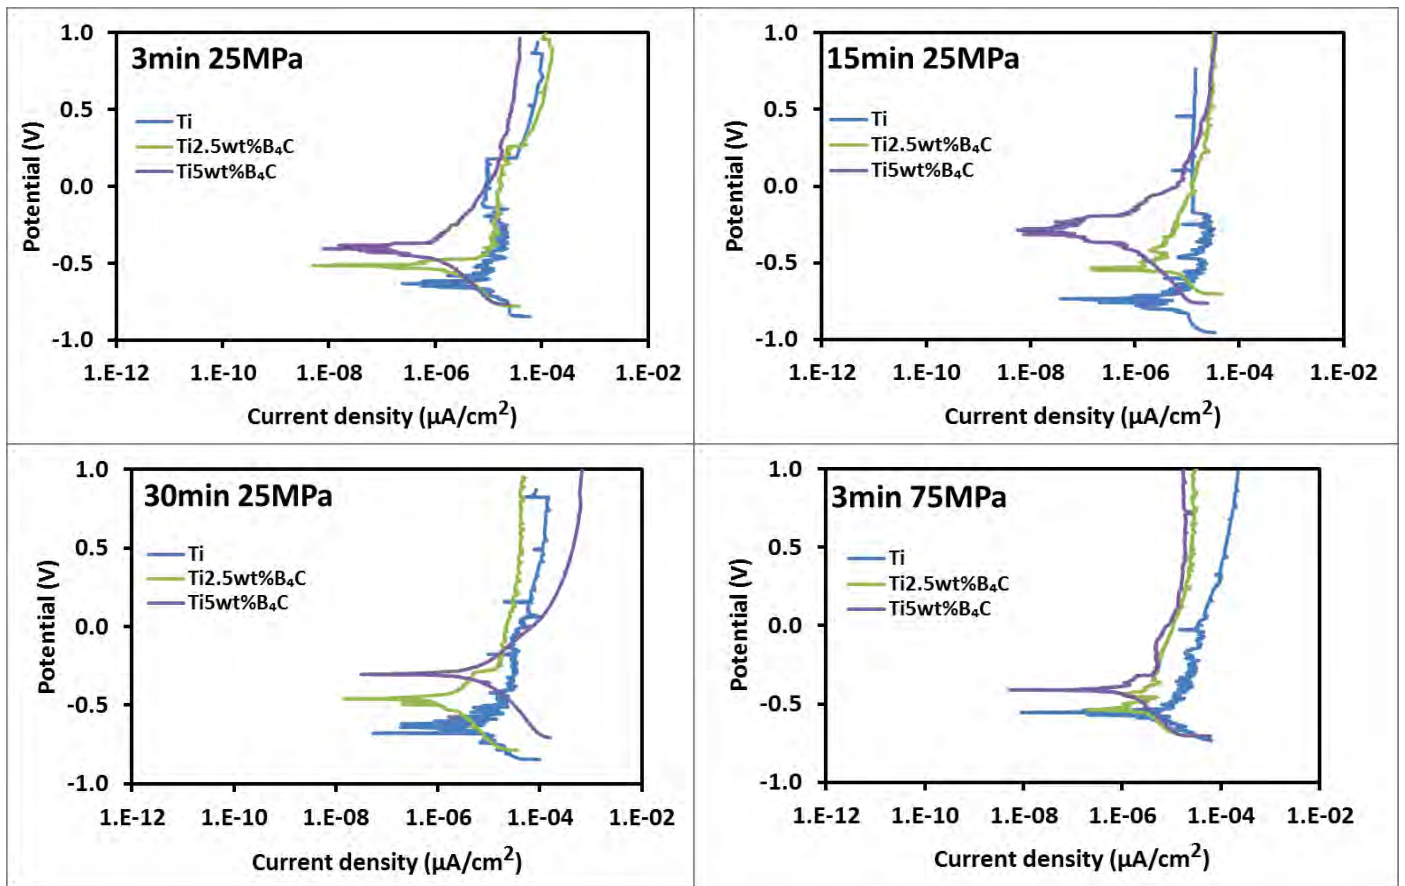 3min 25MPa
1.0
0.5
0.0
-0.5
-1.0
Potential (V)
Ti
Ti2.5wt%B₄C
Ti5wt%B₄C
1.E-12 1.E-10 1.E-08 1.E-06 1.E-04 1.E-02
Current density (µA/cm²)
15min 25MPa
1.0
0.5
0.0
-0.5
-1.0
Potential (V)
Ti
Ti2.5wt%B₄C
Ti5wt%B₄C
1.E-12 1.E-10 1.E-08 1.E-06 1.E-04 1.E-02
Current density (µA/cm²)
30min 25MPa
1.0
0.5
0.0
-0.5
-1.0
Potential (V)
Ti
Ti2.5wt%B₄C
Ti5wt%B₄C
1.E-12 1.E-10 1.E-08 1.E-06 1.E-04 1.E-02
Current density (µA/cm²)
3min 75MPa
1.0
0.5
0.0
-0.5
-1.0
Potential (V)
Ti
Ti2.5wt%B₄C
Ti5wt%B₄C
1.E-12 1.E-10 1.E-08 1.E-06 1.E-04 1.E-02
Current density (µA/cm²)